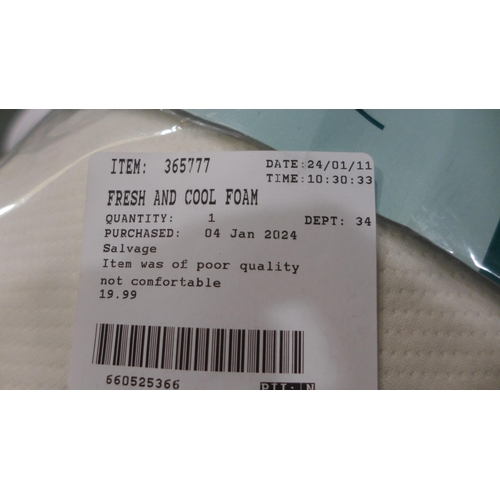 ITEM: 365777 DATE:24/01/11
TIME:10:30:33
FRESH AND COOL FOAM
QUANTITY: 1 DEPT: 34
PURCHASED: 04 Jan 2024
Salvage
Item was of poor quality
not comfortable
19.99
660525366